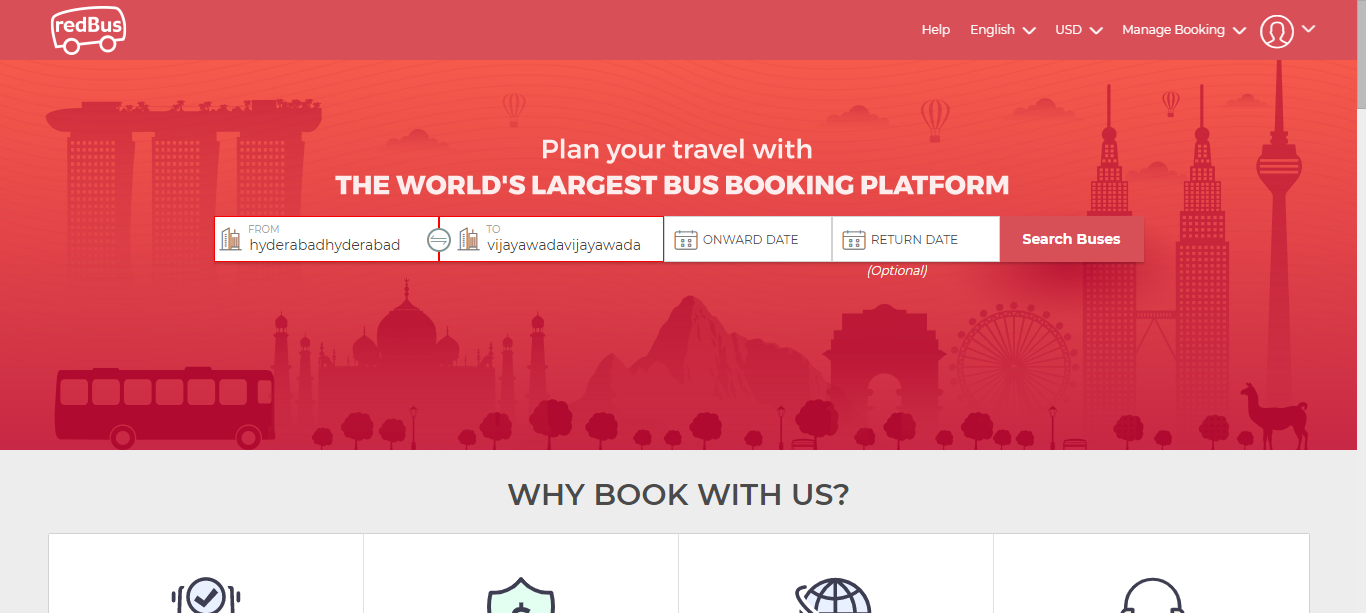 redBus
Help English USD Manage Booking
Plan your travel with
THE WORLD'S LARGEST BUS BOOKING PLATFORM
FROM
hyderabadhyderabad
TO
vijayawadavijayawada
ONWARD DATE
RETURN DATE
(Optional)
Search Buses
WHY BOOK WITH US?